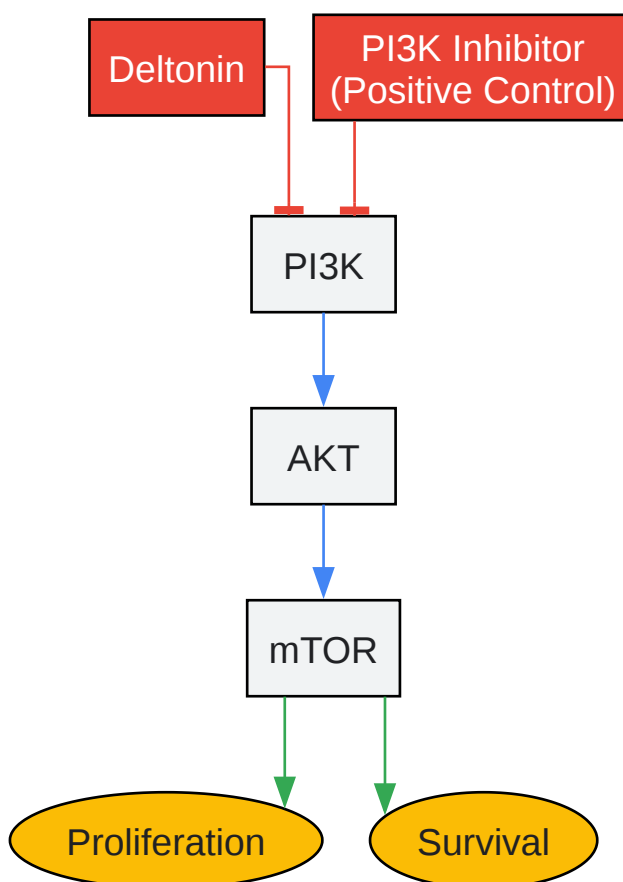 Deltonin
PI3K Inhibitor
(Positive Control)
PI3K
AKT
mTOR
Proliferation
Survival